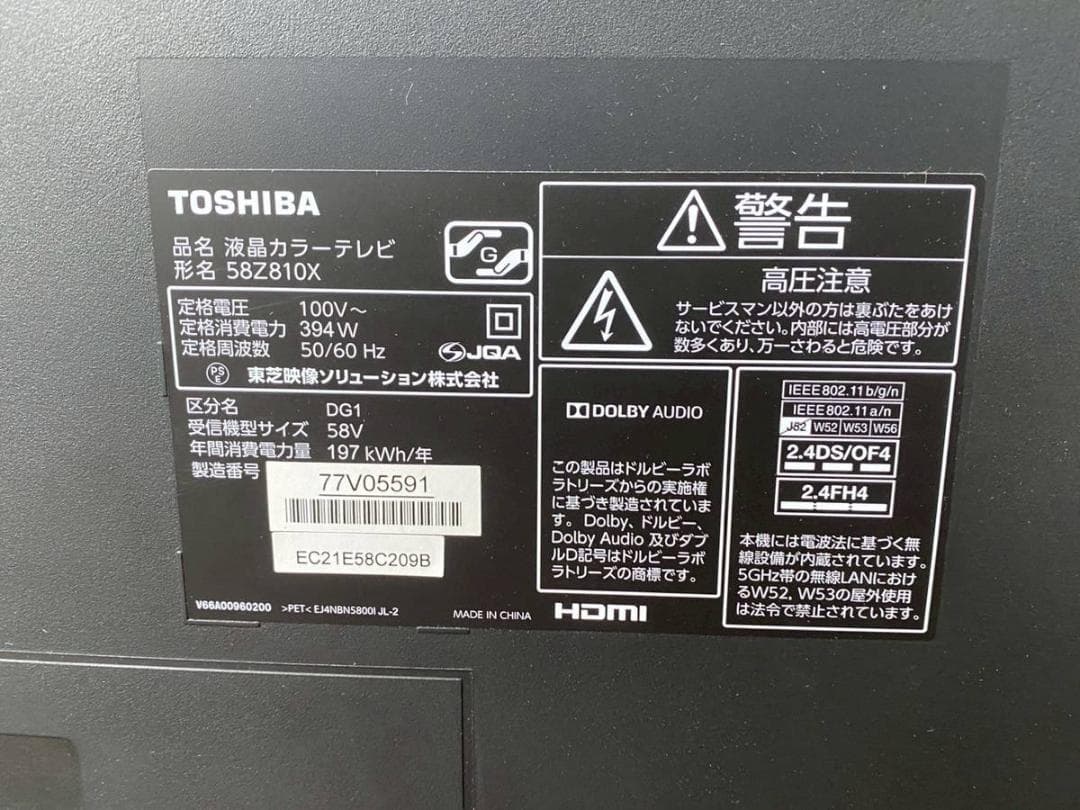 TOSHIBA
品名 液晶カラーテレビ
形名 58Z810X
G
定格電圧 100V～
定格消費電力 394W
定格周波数 50/60 Hz
JQA
PS
E
東芝映像ソリューション株式会社
区分名 DG1
受信機型サイズ 58V
年間消費電力量 197 kWh/年
製造番号
77V05591
EC21E58C209B
V66A00960200 >PET< EJ4NBN5800I JL-2
MADE IN CHINA
警告
高圧注意
サービスマン以外の方は裏ぶたをあけ
ないでください。内部には高電圧部分が
数多くあり、万一さわると危険です。
DOLBY AUDIO
この製品はドルビーラボ
ラトリーズからの実施権
に基づき製造されていま
す。Dolby、ドルビー、
Dolby Audio 及びダブ
ルD記号はドルビーラボ
ラトリーズの商標です。
HDMI
IEEE802.11b/g/n
IEEE802.11a/n
J52 W52 W53 W56
2.4DS/OF4
2.4FH4
本機には電波法に基づく無
線設備が内蔵されています。
5GHz帯の無線LANにおけ
るW52、W53の屋外使用
は法令で禁止されています。